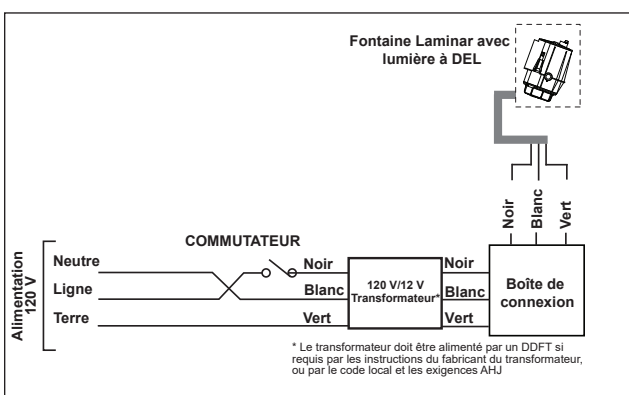 Fontaine Laminar avec
lumière à DEL
Noir
Blanc
Vert
Alimentation
120 V
Neutre
Ligne
Terre
COMMUTATEUR
Noir
Blanc
Vert
120 V/12 V
Transformateur*
Noir
Blanc
Vert
Boîte de
connexion
* Le transformateur doit être alimenté par un DDFT si
requis par les instructions du fabricant du transformateur,
ou par le code local et les exigences AHJ